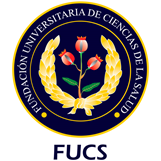 FUNDACIÓN UNIVERSITARIA DE CIENCIAS DE LA SALUD
FUCS